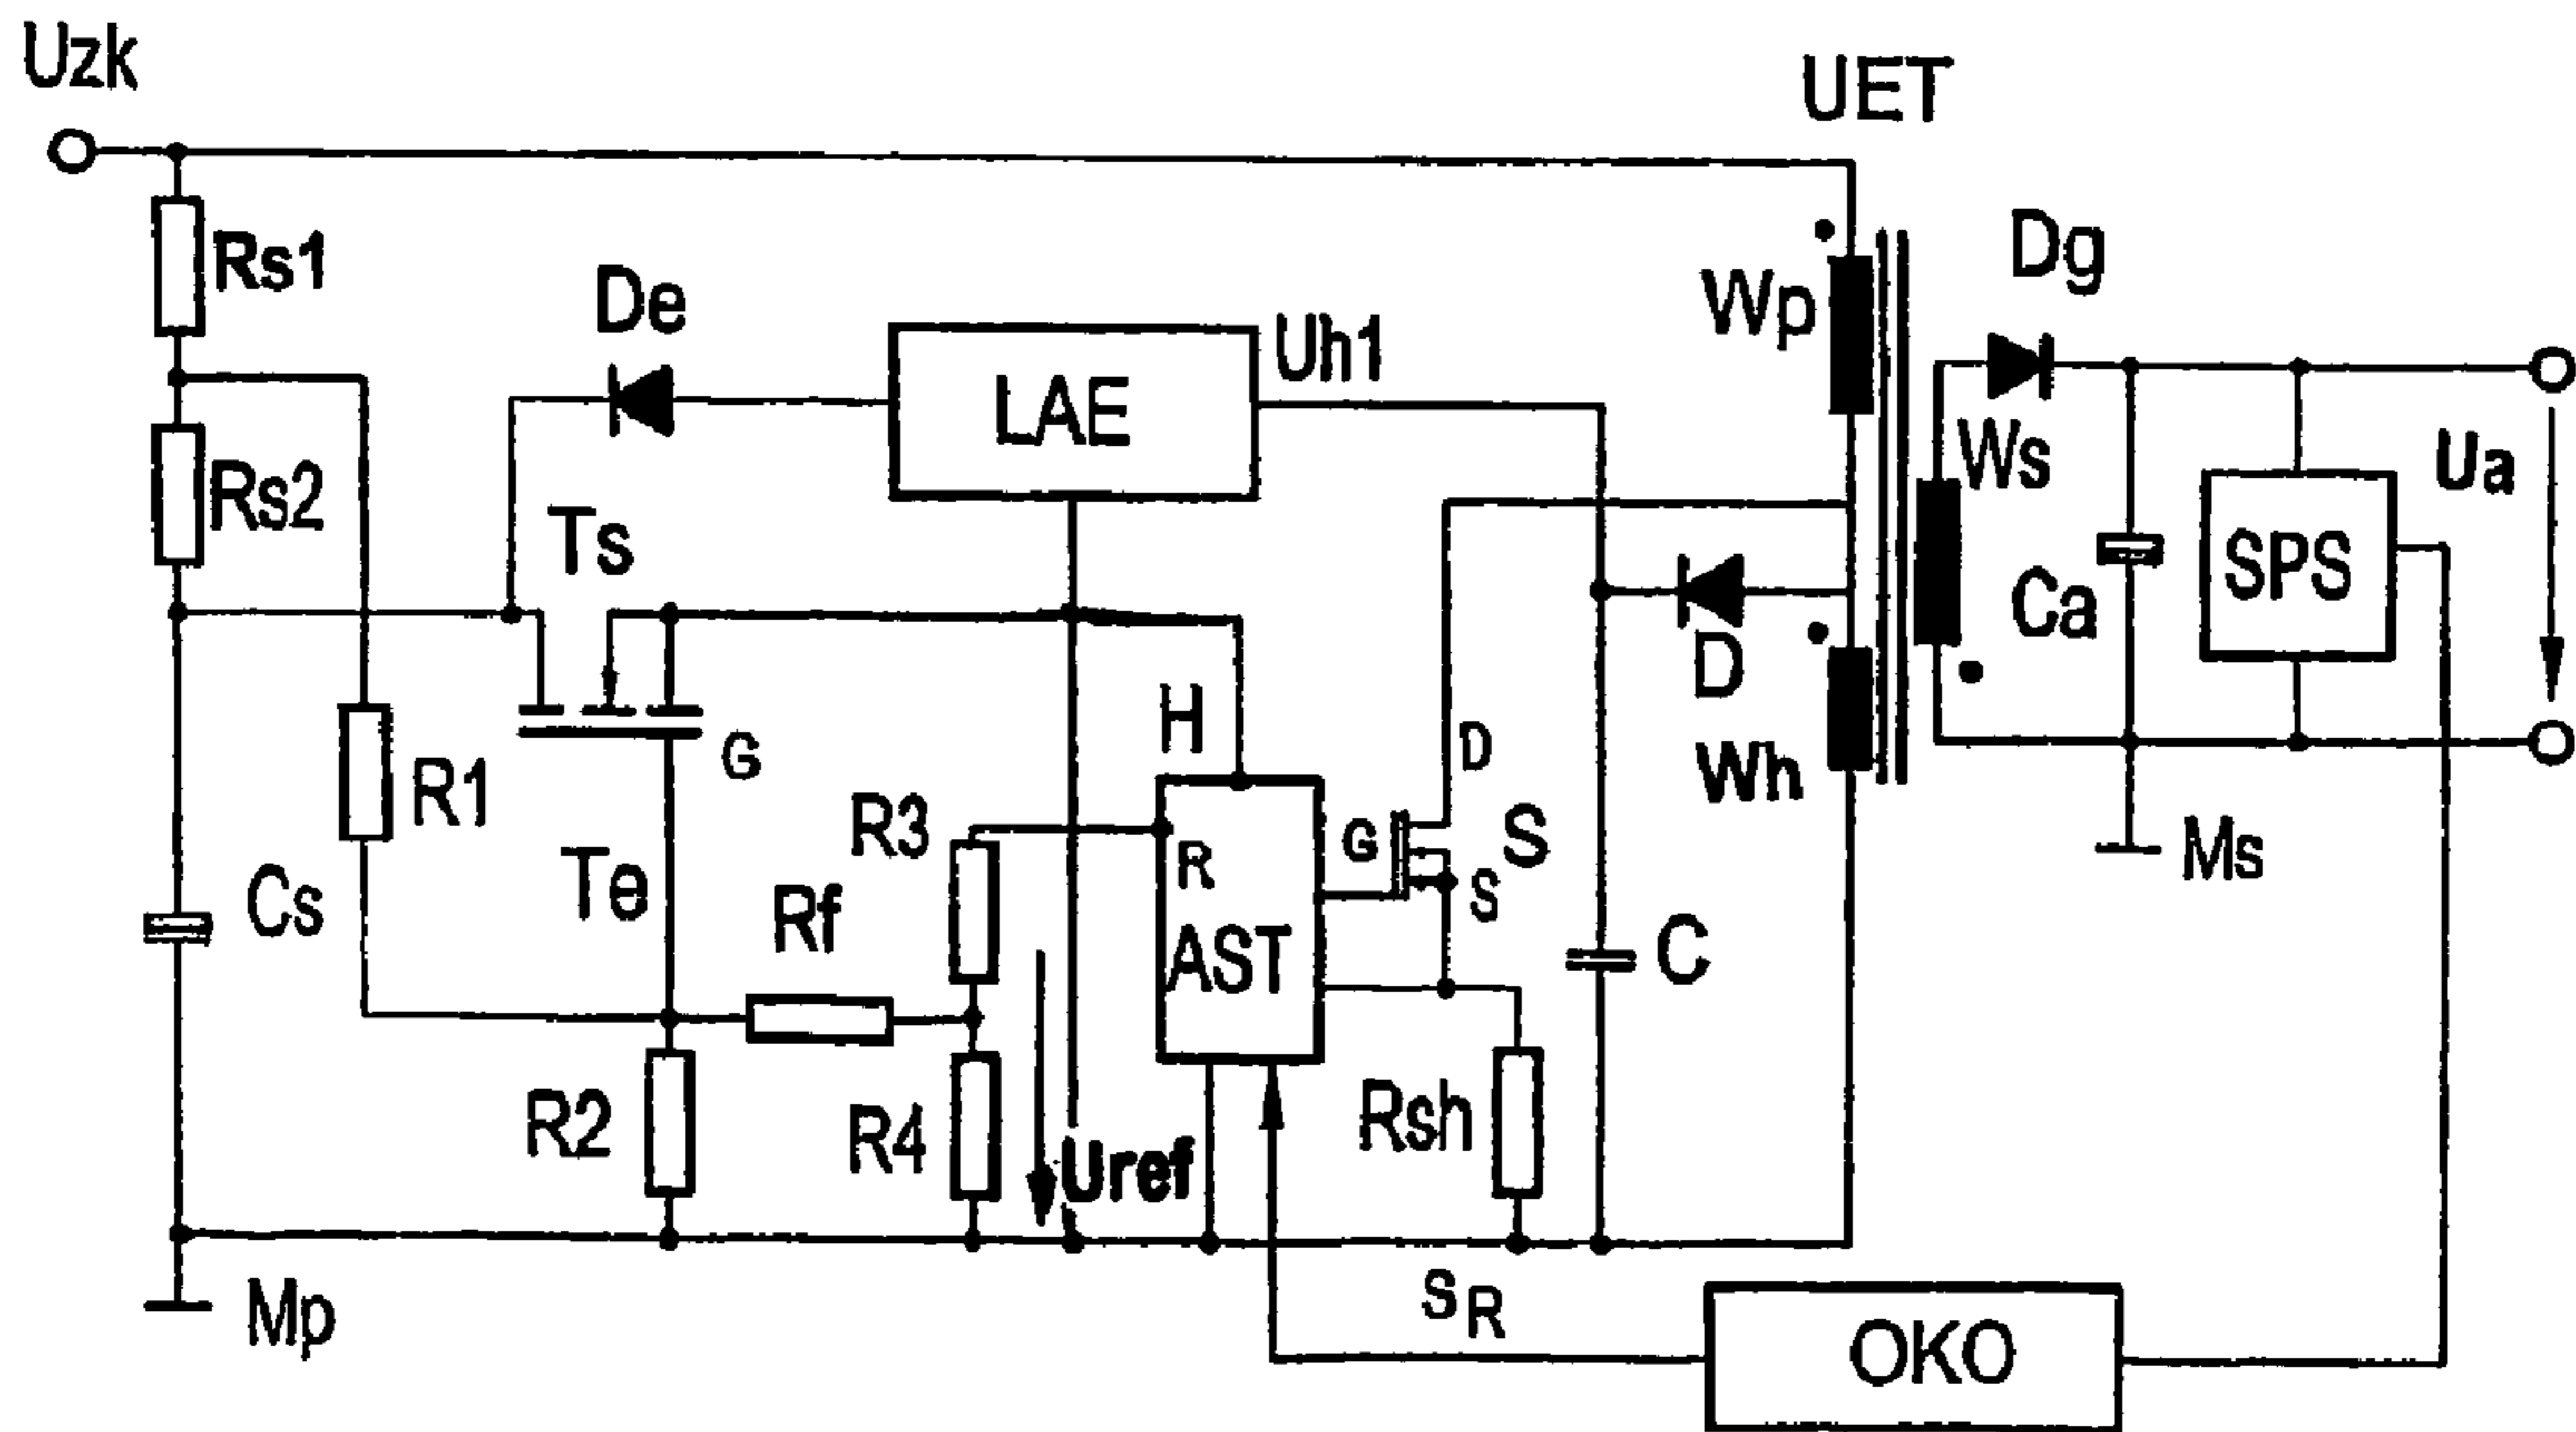 Uzk
UET
Rs1
De
Uh1
Wp
Dg
LAE
Ws
Ua
Rs2
Ts
SPS
Ca
D
H
G
D
Wh
R1
R3
R
G
S
S
Ms
Cs
Te
Rf
AST
C
R2
R4
Uref
Rsh
Mp
SR
OKO